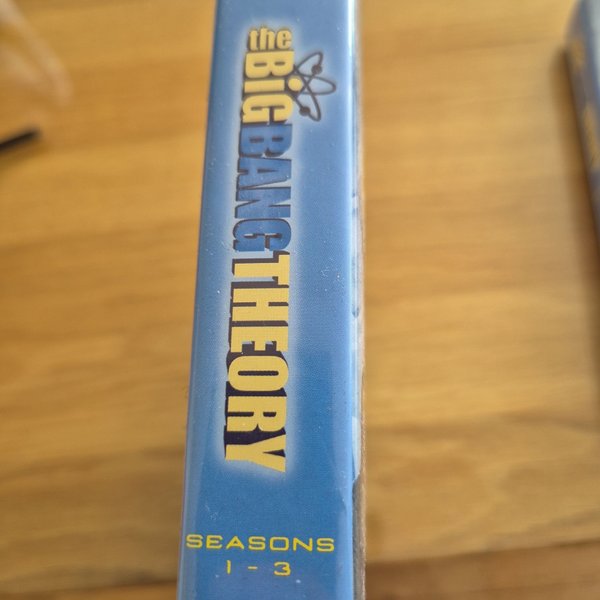 the BiG BANG THEORY
SEASONS
1 - 3